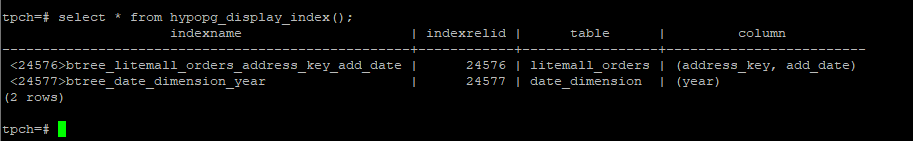 tpch=# select * from hypopg_display_index();
indexname | indexrelid | table | column
----------------------------------------------------+------------+-----------------+-------------------------
<24576>btree_litemall_orders_address_key_add_date | 24576 | litemall_orders | (address_key, add_date)
<24577>btree_date_dimension_year | 24577 | date_dimension | (year)
(2 rows)
tpch=#